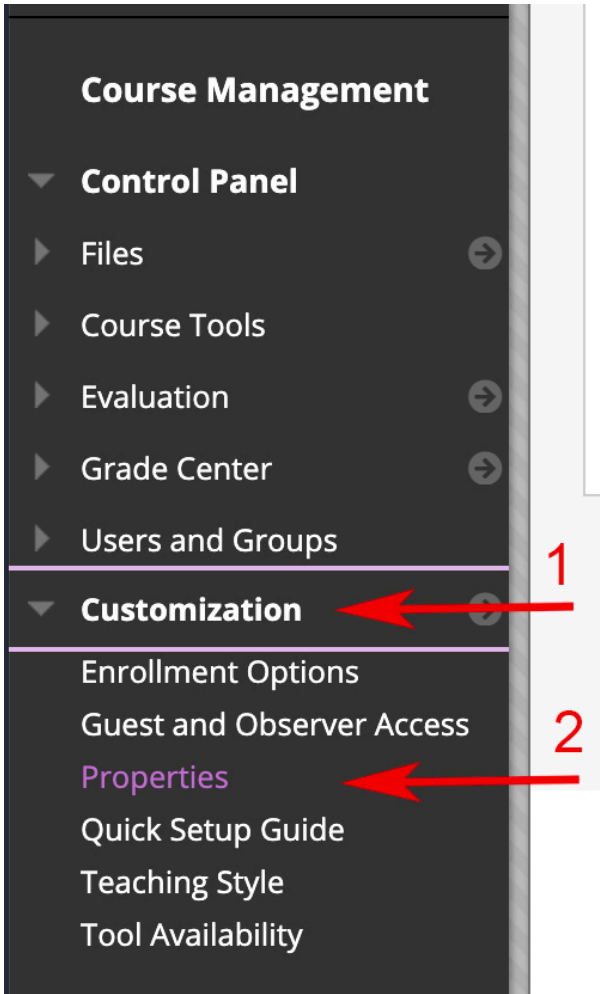 Course Management
Control Panel
Files
Course Tools
Evaluation
Grade Center
Users and Groups
1
Customization
Enrollment Options
Guest and Observer Access
2
Properties
Quick Setup Guide
Teaching Style
Tool Availability